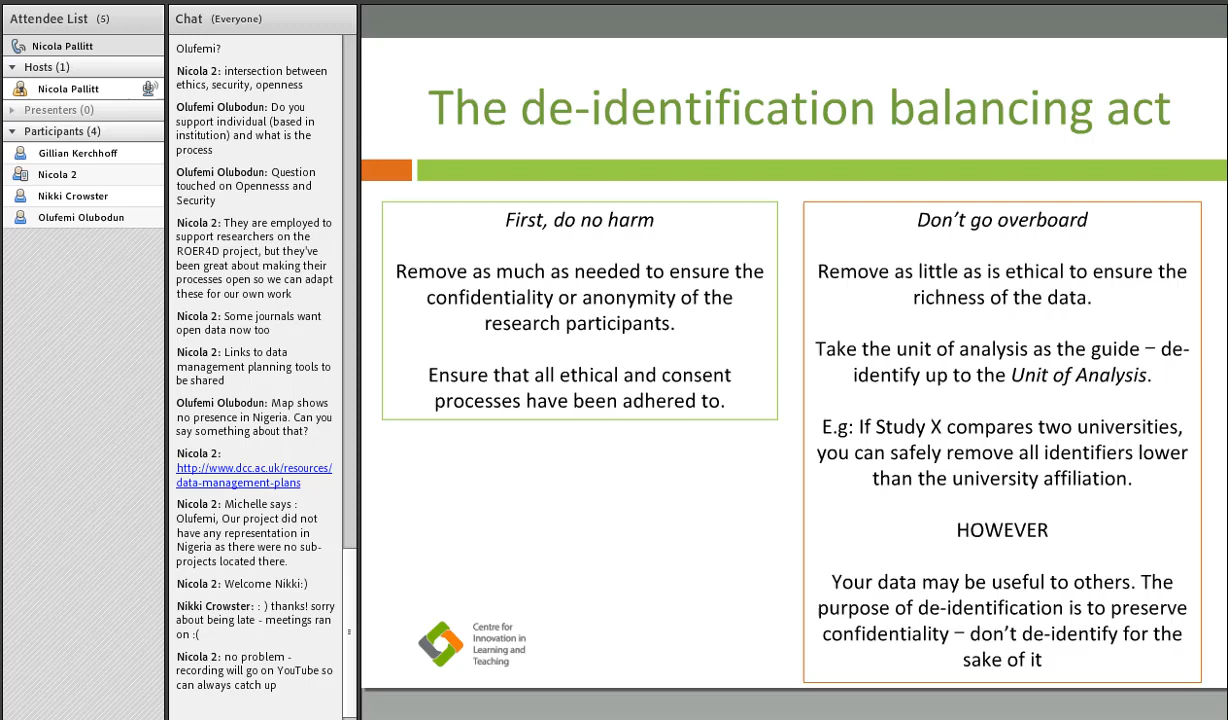 Attendee List (5)
Nicola Pallitt
Hosts (1)
Nicola Pallitt
Presenters (0)
Participants (4)
Gillian Kerchhoff
Nicola 2
Nikki Crowster
Olufemi Olubodun
Chat (Everyone)
Olufemi?
Nicola 2: intersection between
ethics, security, openness
Olufemi Olubodun: Do you
support individual (based in
institution) and what is the
process
Olufemi Olubodun: Question
touched on Opennesss and
Security
Nicola 2: They are employed to
support researchers on the
ROER4D project, but they've
been great about making their
processes open so we can adapt
these for our own work
Nicola 2: Some journals want
open data now too
Nicola 2: Links to data
management planning tools to
be shared
Olufemi Olubodun: Map shows
no presence in Nigeria. Can you
say something about that?
Nicola 2:
http://www.dcc.ac.uk/resources/
data-management-plans
Nicola 2: Michelle says :
Olufemi, Our project did not
have any representation in
Nigeria as there were no sub-
projects located there.
Nicola 2: Welcome Nikki:)
Nikki Crowster: : ) thanks! sorry
about being late - meetings ran
on :(
Nicola 2: no problem -
recording will go on YouTube so
can always catch up
The de-identification balancing act
First, do no harm
Remove as much as needed to ensure the
confidentiality or anonymity of the
research participants.
Ensure that all ethical and consent
processes have been adhered to.
Don't go overboard
Remove as little as is ethical to ensure the
richness of the data.
Take the unit of analysis as the guide – de-
identify up to the Unit of Analysis.
E.g: If Study X compares two universities,
you can safely remove all identifiers lower
than the university affiliation.
HOWEVER
Your data may be useful to others. The
purpose of de-identification is to preserve
confidentiality – don't de-identify for the
sake of it
Centre for
Innovation in
Learning and
Teaching